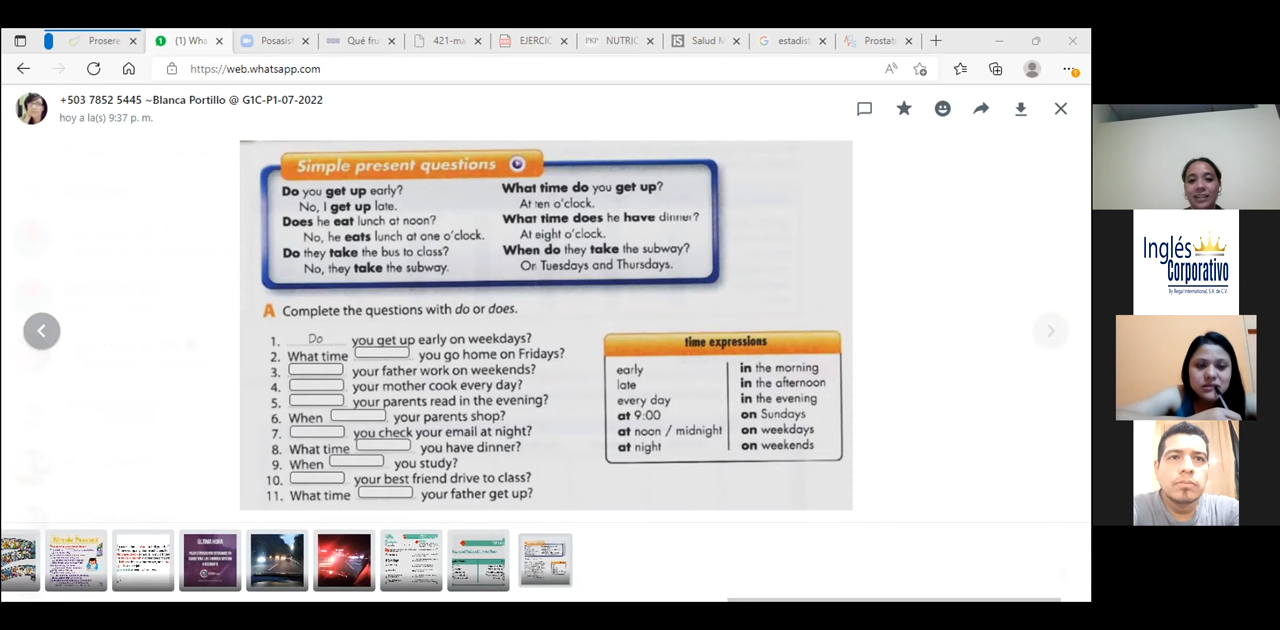 Prosere
(1) Wha
Posasist
Qué fru
421-ma
EJERCIC
NUTRIC
Salud M
estadist
Prostat
https://web.whatsapp.com
+503 7852 5445 ~Blanca Portillo @ G1C-P1-07-2022
hoy a la(s) 9:37 p. m.
Simple present questions
Do you get up early?
No, I get up late.
Does he eat lunch at noon?
No, he eats lunch at one o'clock.
Do they take the bus to class?
No, they take the subway.
What time do you get up?
At ten o'clock.
What time does he have dinner?
At eight o'clock.
When do they take the subway?
On Tuesdays and Thursdays.
A Complete the questions with do or does.
1. Do you get up early on weekdays?
2. What time you go home on Fridays?
3. your father work on weekends?
4. your mother cook every day?
5. your parents read in the evening?
6. When your parents shop?
7. you check your email at night?
8. What time you have dinner?
9. When you study?
10. your best friend drive to class?
11. What time your father get up?
time expressions
early
late
every day
at 9:00
at noon / midnight
at night
in the morning
in the afternoon
in the evening
on Sundays
on weekdays
on weekends
ÚLTIMA HORA
Inglés
Corporativo
By Regal International, S.A. de C.V.